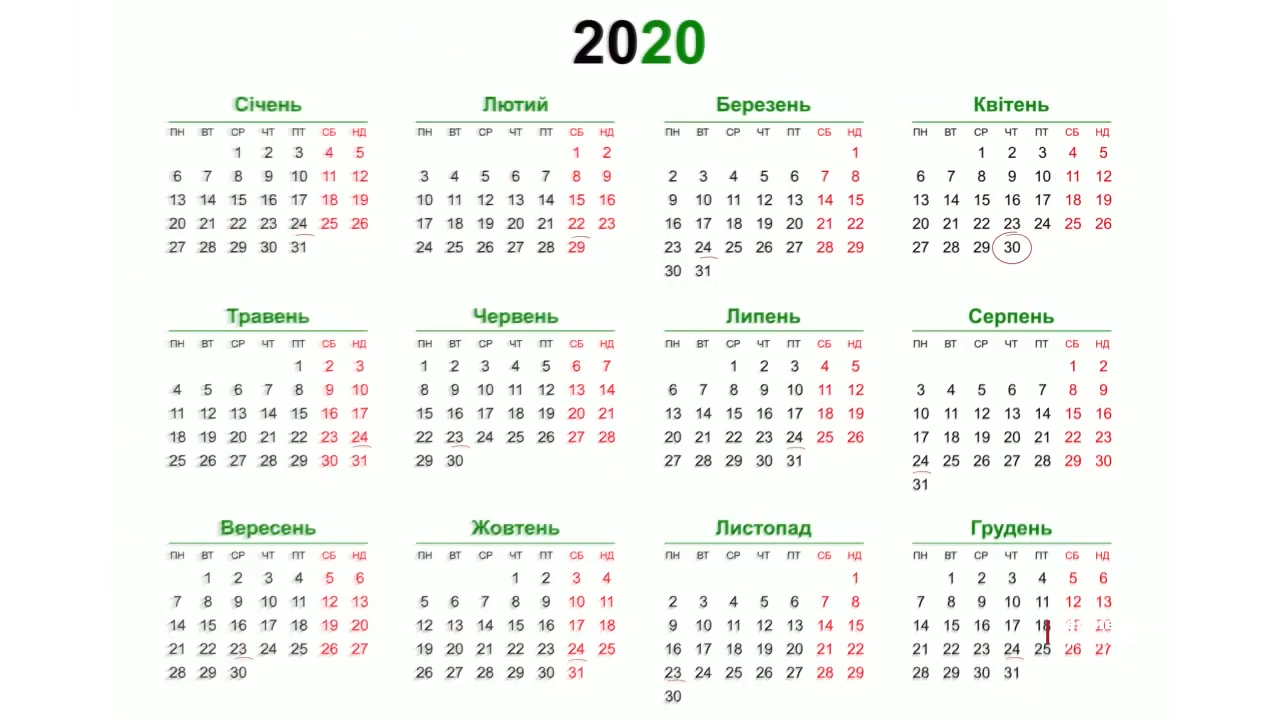 2020
Січень Лютий Березень Квітень
ПН ВТ СР ЧТ ПТ СБ НД ПН ВТ СР ЧТ ПТ СБ НД ПН ВТ СР ЧТ ПТ СБ НД ПН ВТ СР ЧТ ПТ СБ НД
1 2 3 4 5 1 2 1 1 2 3 4 5
6 7 8 9 10 11 12 3 4 5 6 7 8 9 2 3 4 5 6 7 8 6 7 8 9 10 11 12
13 14 15 16 17 18 19 10 11 12 13 14 15 16 9 10 11 12 13 14 15 13 14 15 16 17 18 19
20 21 22 23 24 25 26 17 18 19 20 21 22 23 16 17 18 19 20 21 22 20 21 22 23 24 25 26
27 28 29 30 31 24 25 26 27 28 29 23 24 25 26 27 28 29 27 28 29 30
30 31
Травень Червень Липень Серпень
ПН ВТ СР ЧТ ПТ СБ НД ПН ВТ СР ЧТ ПТ СБ НД ПН ВТ СР ЧТ ПТ СБ НД ПН ВТ СР ЧТ ПТ СБ НД
1 2 3 1 2 3 4 5 6 7 1 2 3 4 5 1 2
4 5 6 7 8 9 10 8 9 10 11 12 13 14 6 7 8 9 10 11 12 3 4 5 6 7 8 9
11 12 13 14 15 16 17 15 16 17 18 19 20 21 13 14 15 16 17 18 19 10 11 12 13 14 15 16
18 19 20 21 22 23 24 22 23 24 25 26 27 28 20 21 22 23 24 25 26 17 18 19 20 21 22 23
25 26 27 28 29 30 31 29 30 27 28 29 30 31 24 25 26 27 28 29 30
31
Вересень Жовтень Листопад Грудень
ПН ВТ СР ЧТ ПТ СБ НД ПН ВТ СР ЧТ ПТ СБ НД ПН ВТ СР ЧТ ПТ СБ НД ПН ВТ СР ЧТ ПТ СБ НД
1 2 3 4 5 6 1 2 3 4 1 1 2 3 4 5 6
7 8 9 10 11 12 13 5 6 7 8 9 10 11 2 3 4 5 6 7 8 7 8 9 10 11 12 13
14 15 16 17 18 19 20 12 13 14 15 16 17 18 9 10 11 12 13 14 15 14 15 16 17 18
21 22 23 24 25 26 27 19 20 21 22 23 24 25 16 17 18 19 20 21 22 21 22 23 24 25 26 27
28 29 30 26 27 28 29 30 31 23 24 25 26 27 28 29 28 29 30 31
30